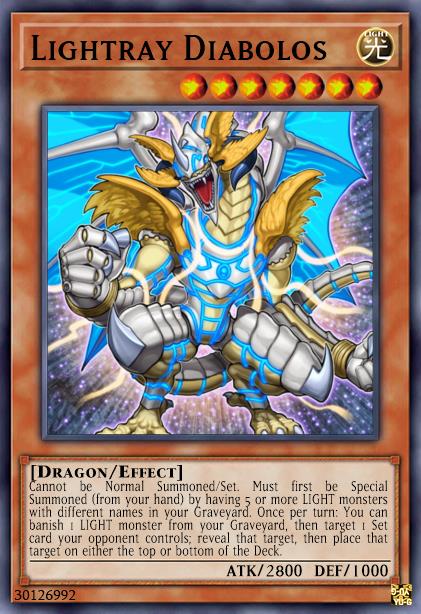 Lightray Diabolos
LIGHT
光
[Dragon/Effect]
Cannot be Normal Summoned/Set. Must first be Special
Summoned (from your hand) by having 5 or more LIGHT monsters
with different names in your Graveyard. Once per turn: You can
banish 1 LIGHT monster from your Graveyard, then target 1 Set
card your opponent controls; reveal that target, then place that
target on either the top or bottom of the Deck.
ATK/2800 DEF/1000
30126992